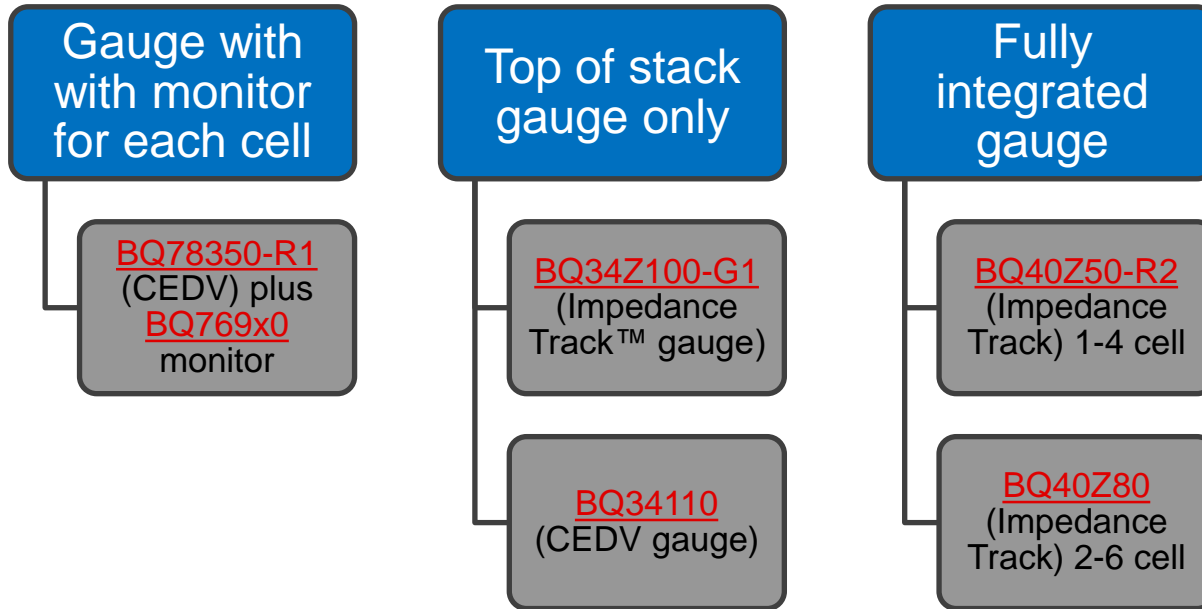 Gauge with
with monitor
for each cell
BQ78350-R1
(CEDV) plus
BQ769x0
monitor
Top of stack
gauge only
BQ34Z100-G1
(Impedance
Track™ gauge)
BQ34110
(CEDV gauge)
Fully
integrated
gauge
BQ40Z50-R2
(Impedance
Track) 1-4 cell
BQ40Z80
(Impedance
Track) 2-6 cell